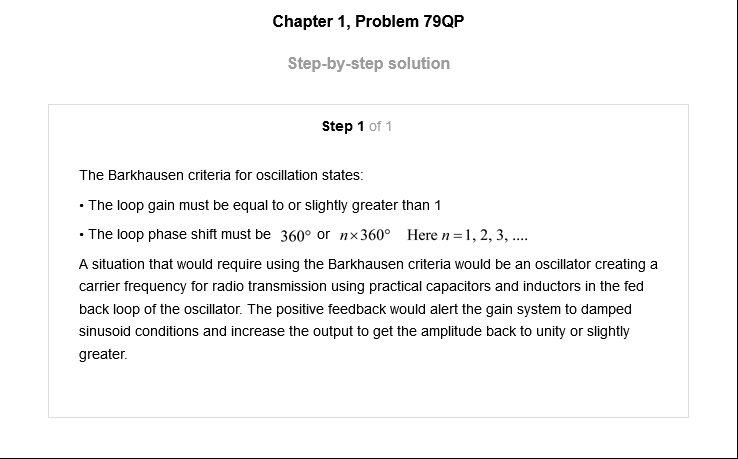 Chapter 1, Problem 79QP
Step-by-step solution
Step 1 of 1
The Barkhausen criteria for oscillation states:
• The loop gain must be equal to or slightly greater than 1
• The loop phase shift must be 360° or n×360° Here n = 1, 2, 3, ....
A situation that would require using the Barkhausen criteria would be an oscillator creating a
carrier frequency for radio transmission using practical capacitors and inductors in the fed
back loop of the oscillator. The positive feedback would alert the gain system to damped
sinusoid conditions and increase the output to get the amplitude back to unity or slightly
greater.